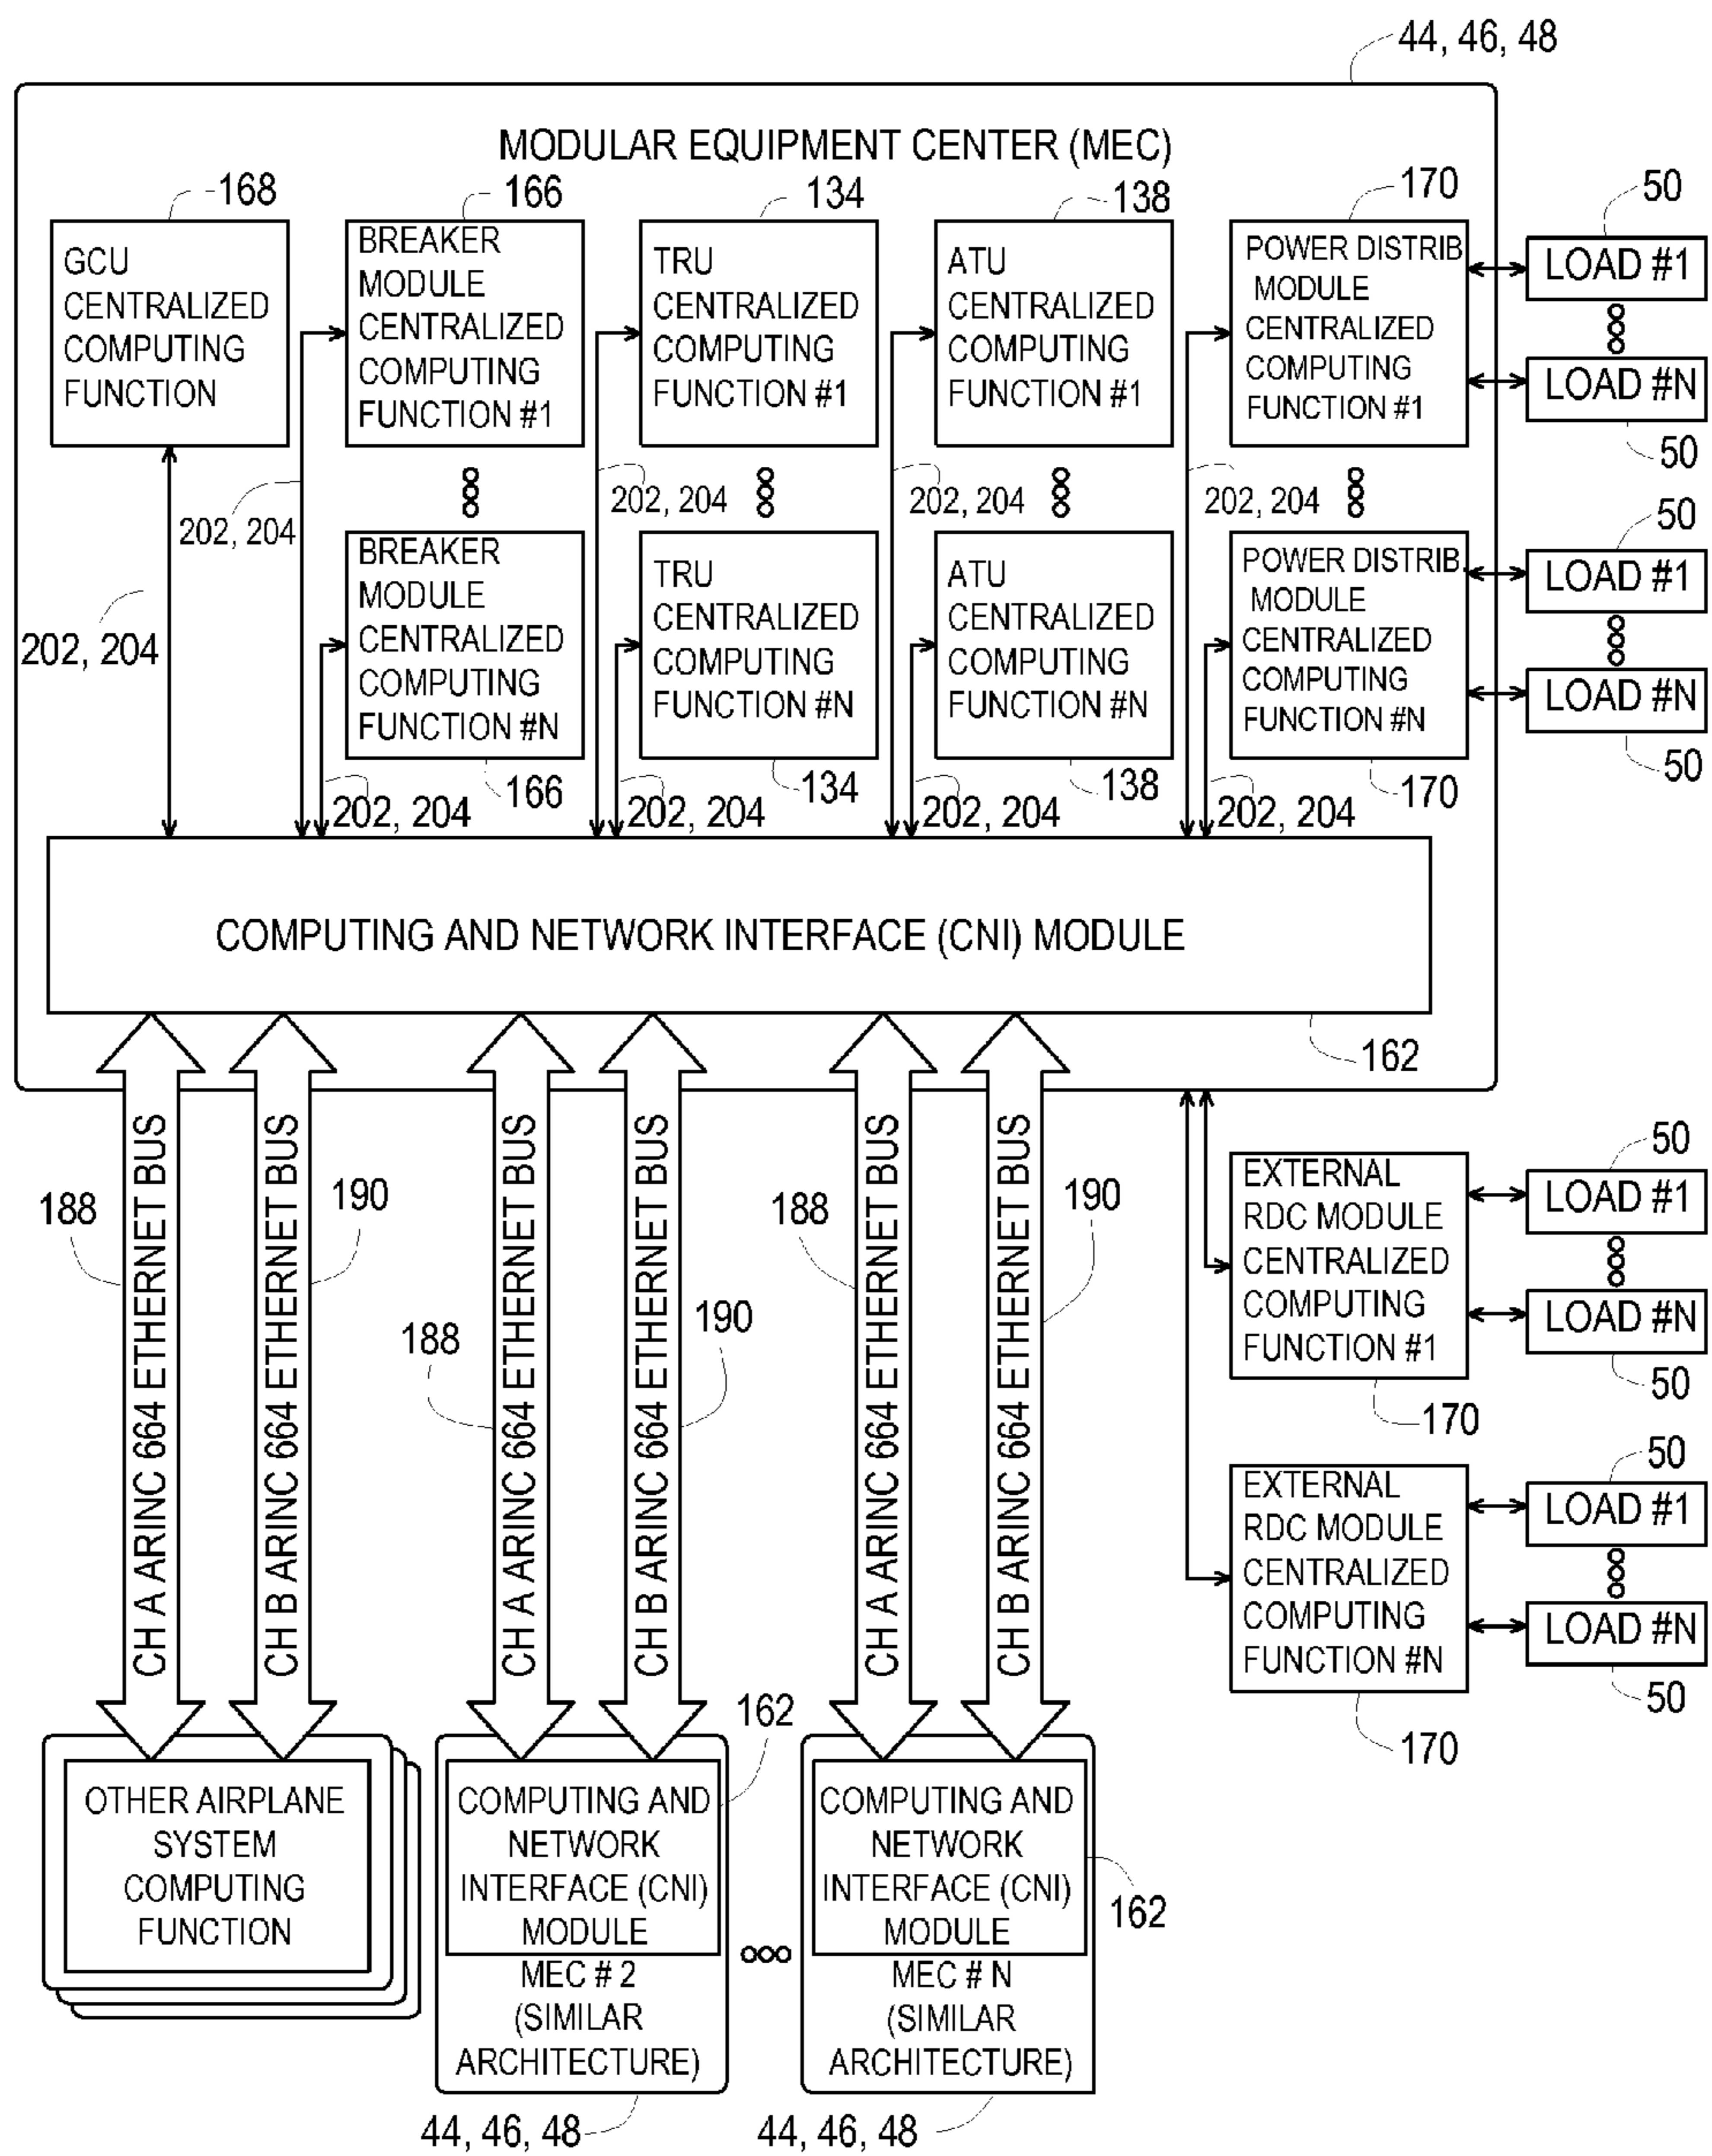 44, 46, 48
MODULAR EQUIPMENT CENTER (MEC)
168
166
134
138
170
50
GCU
CENTRALIZED
COMPUTING
FUNCTION
BREAKER
MODULE
CENTRALIZED
COMPUTING
FUNCTION #1
TRU
CENTRALIZED
COMPUTING
FUNCTION #1
ATU
CENTRALIZED
COMPUTING
FUNCTION #1
POWER DISTRIB
MODULE
CENTRALIZED
COMPUTING
FUNCTION #1
LOAD #1
LOAD #N
50
202, 204
202, 204
202, 204
202, 204
202, 204
BREAKER
MODULE
CENTRALIZED
COMPUTING
FUNCTION #N
TRU
CENTRALIZED
COMPUTING
FUNCTION #N
ATU
CENTRALIZED
COMPUTING
FUNCTION #N
POWER DISTRIB
MODULE
CENTRALIZED
COMPUTING
FUNCTION #N
50
LOAD #1
LOAD #N
50
166
134
138
170
202, 204
202, 204
202, 204
202, 204
COMPUTING AND NETWORK INTERFACE (CNI) MODULE
162
188
CH A ARINC 664 ETHERNET BUS
CH B ARINC 664 ETHERNET BUS
190
188
CH A ARINC 664 ETHERNET BUS
CH B ARINC 664 ETHERNET BUS
190
188
CH A ARINC 664 ETHERNET BUS
CH B ARINC 664 ETHERNET BUS
190
EXTERNAL
RDC MODULE
CENTRALIZED
COMPUTING
FUNCTION #1
170
50
LOAD #1
LOAD #N
50
EXTERNAL
RDC MODULE
CENTRALIZED
COMPUTING
FUNCTION #N
170
50
LOAD #1
LOAD #N
50
OTHER AIRPLANE
SYSTEM
COMPUTING
FUNCTION
162
COMPUTING AND
NETWORK
INTERFACE (CNI)
MODULE
MEC # 2
(SIMILAR
ARCHITECTURE)
44, 46, 48
COMPUTING AND
NETWORK
INTERFACE (CNI)
MODULE
162
MEC # N
(SIMILAR
ARCHITECTURE)
44, 46, 48